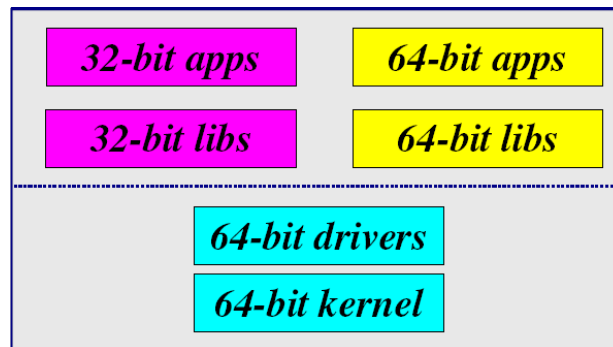 32-bit apps 64-bit apps
32-bit libs 64-bit libs
64-bit drivers
64-bit kernel